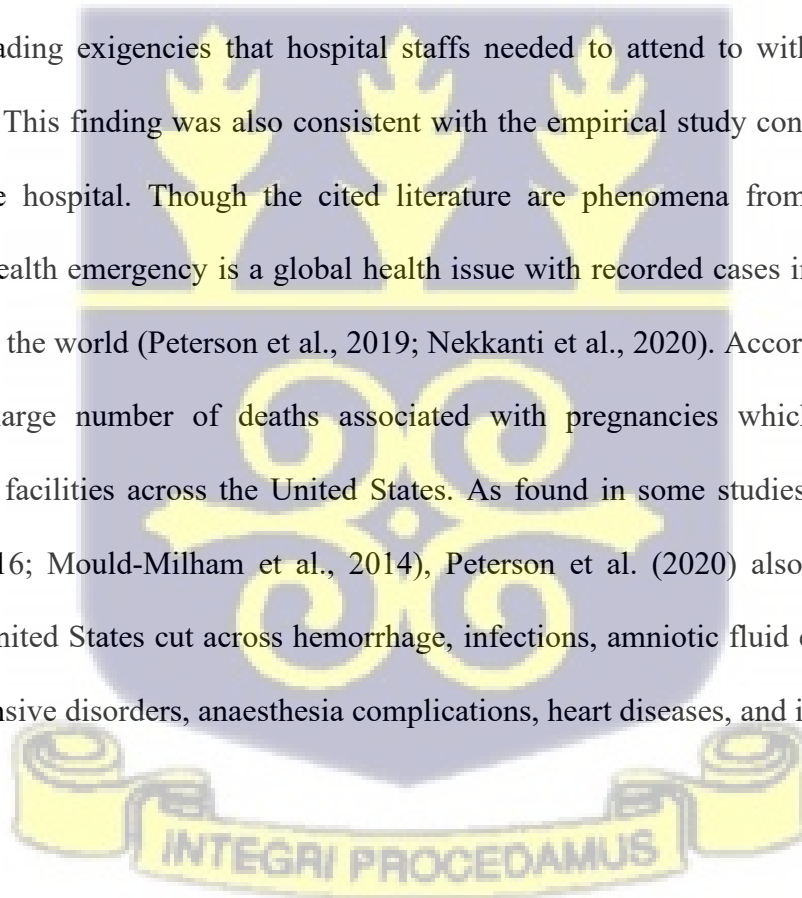 ading exigencies that hospital staffs needed to attend to with
This finding was also consistent with the empirical study con
e hospital. Though the cited literature are phenomena from
ealth emergency is a global health issue with recorded cases in
the world (Peterson et al., 2019; Nekkanti et al., 2020). Accor
arge number of deaths associated with pregnancies which
facilities across the United States. As found in some studies
16; Mould-Milham et al., 2014), Peterson et al. (2020) also
nited States cut across hemorrhage, infections, amniotic fluid e
nsive disorders, anaesthesia complications, heart diseases, and i
INTEGRI PROCEDAMUS